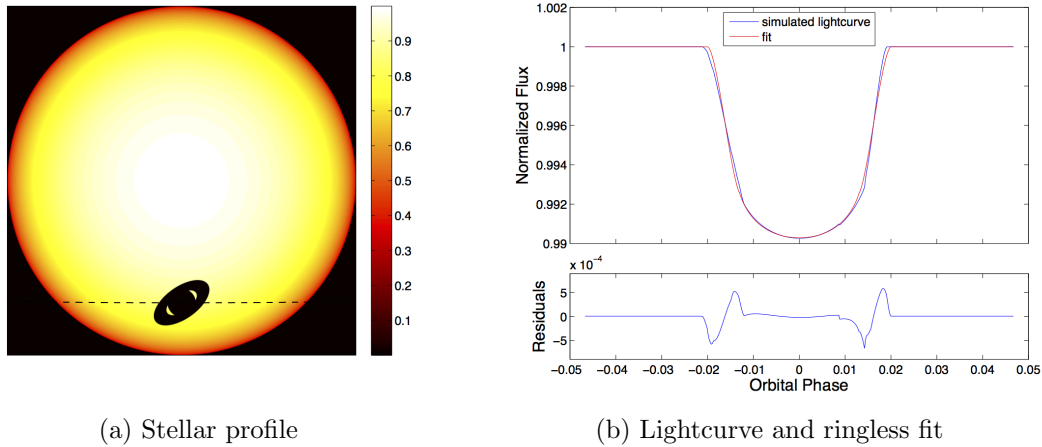 0.9
0.8
0.7
0.6
0.5
0.4
0.3
0.2
0.1
(a) Stellar profile
1.002
1
0.998
0.996
0.994
0.992
0.99
Normalized Flux
simulated lightcurve
fit
x 10⁻⁴
5
0
-5
Residuals
-0.05 -0.04 -0.03 -0.02 -0.01 0 0.01 0.02 0.03 0.04 0.05
Orbital Phase
(b) Lightcurve and ringless fit